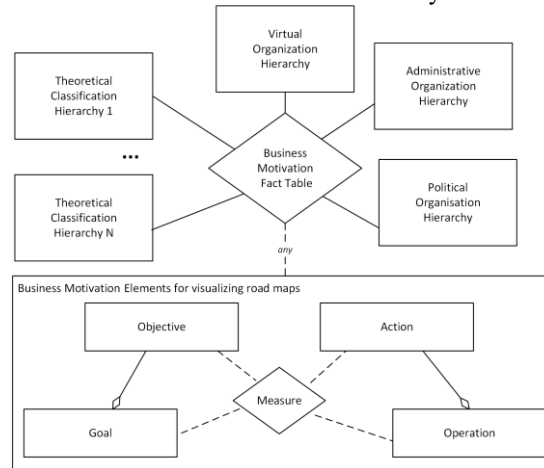 Virtual
Organization
Hierarchy
Theoretical
Classification
Hierarchy 1
Administrative
Organization
Hierarchy
...
Business
Motivation
Fact Table
Theoretical
Classification
Hierarchy N
Political
Organisation
Hierarchy
any
Business Motivation Elements for visualizing road maps
Objective
Action
Measure
Goal
Operation